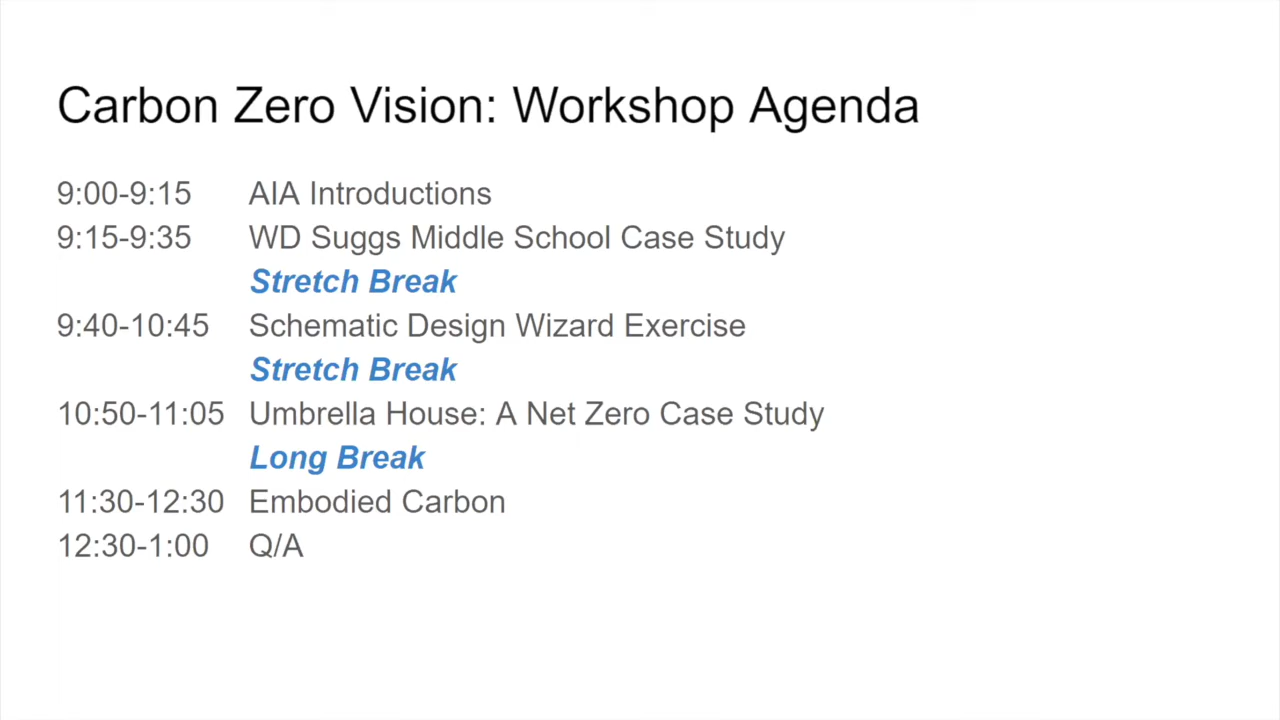 Carbon Zero Vision: Workshop Agenda
9:00-9:15 AIA Introductions
9:15-9:35 WD Suggs Middle School Case Study
Stretch Break
9:40-10:45 Schematic Design Wizard Exercise
Stretch Break
10:50-11:05 Umbrella House: A Net Zero Case Study
Long Break
11:30-12:30 Embodied Carbon
12:30-1:00 Q/A